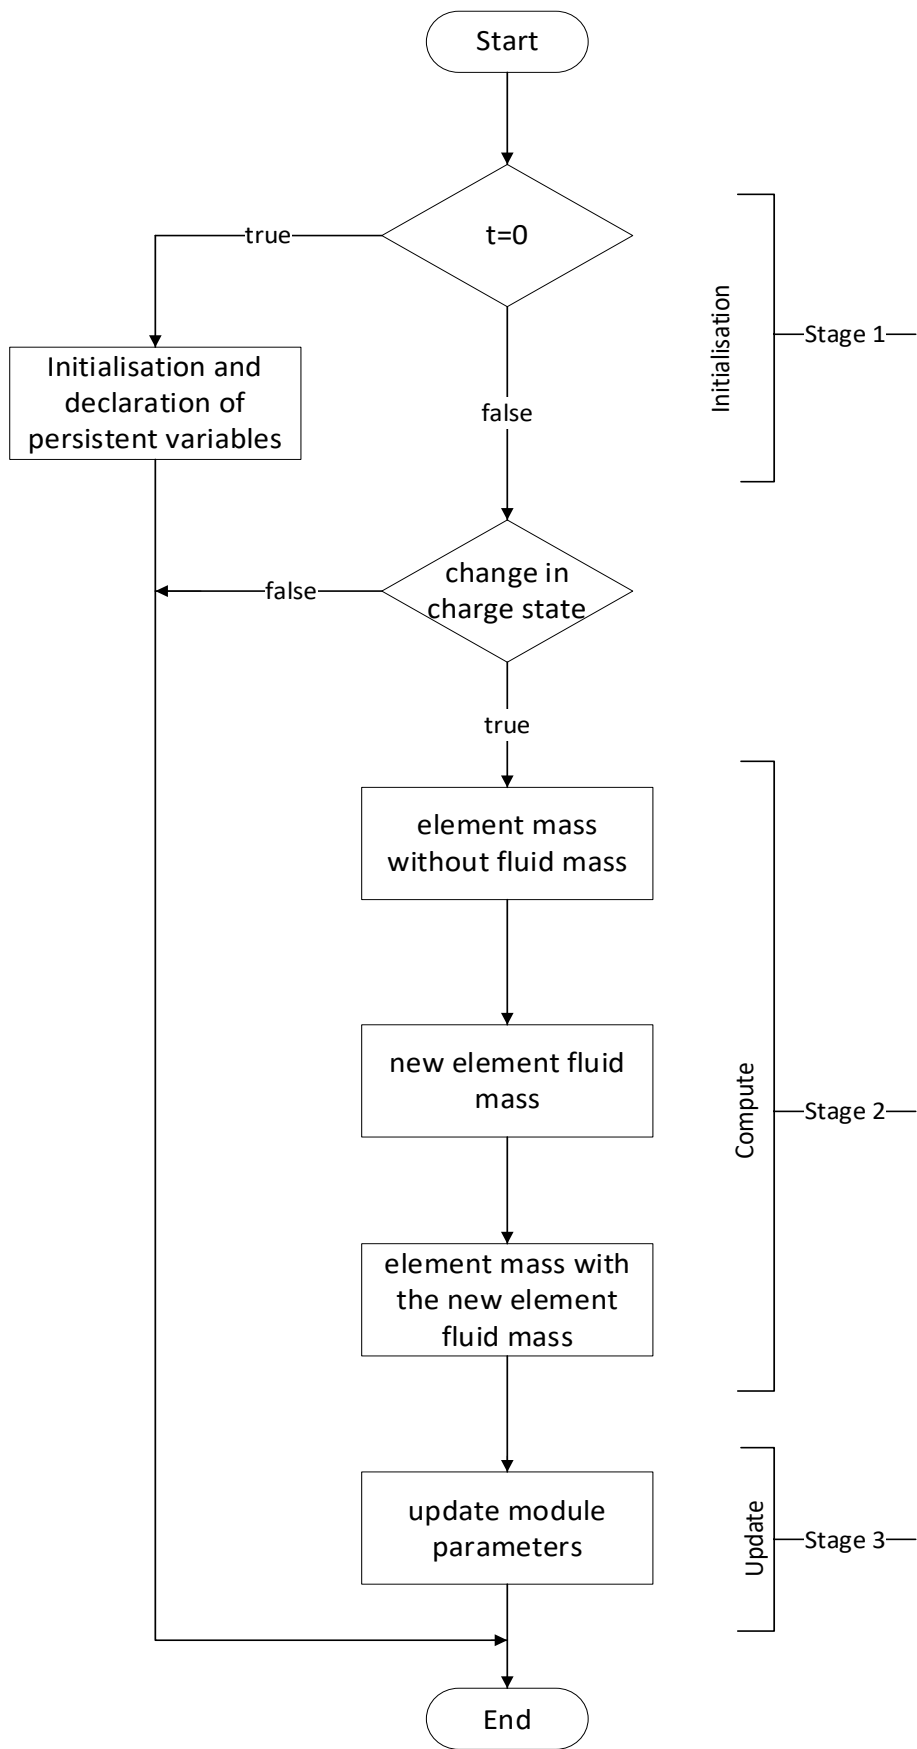 Start
t=0
true
Initialisation and
declaration of
persistent variables
false
Initialisation
Stage 1
change in
charge state
false
true
element mass
without fluid mass
new element fluid
mass
element mass with
the new element
fluid mass
Compute
Stage 2
update module
parameters
Update
Stage 3
End